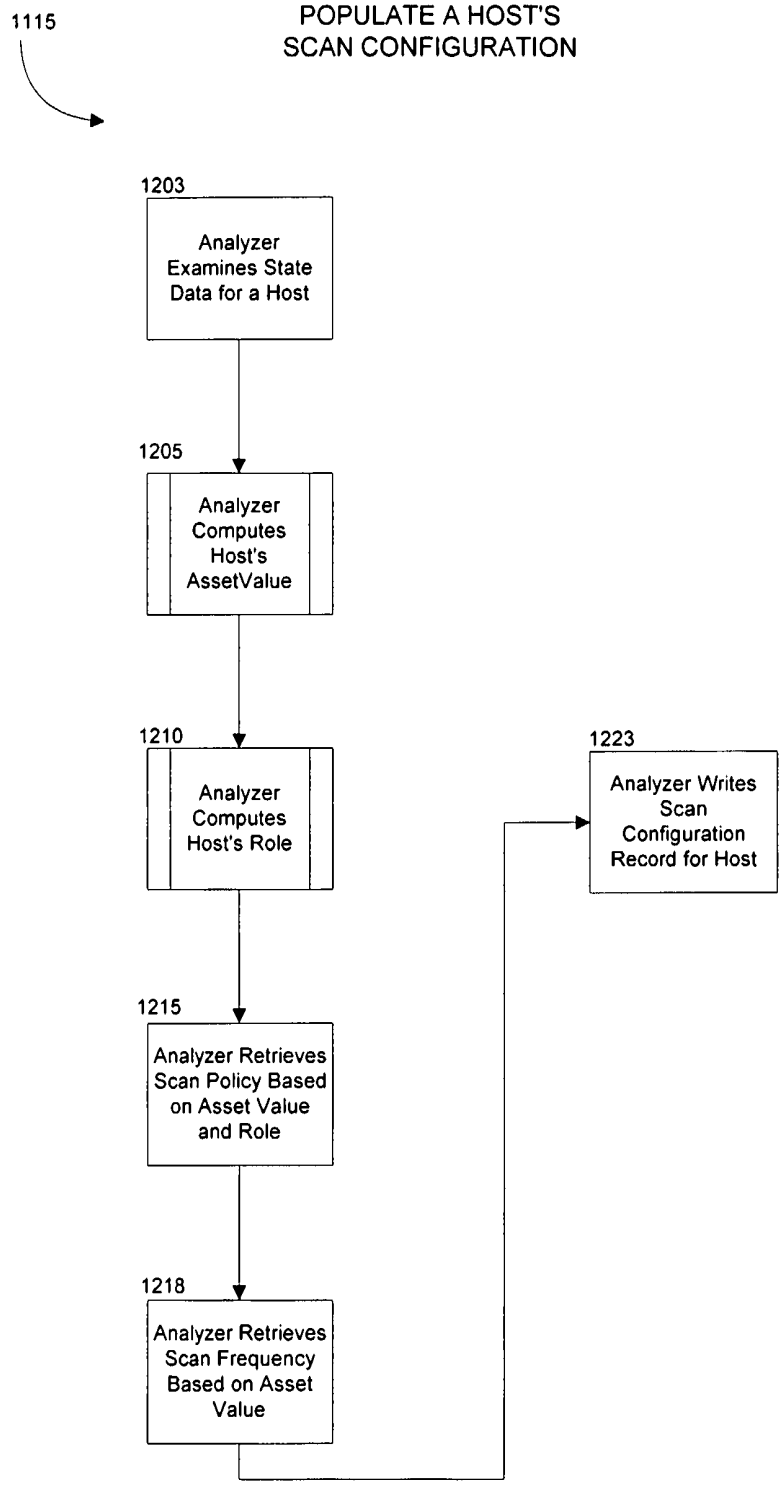 1115
POPULATE A HOST'S
SCAN CONFIGURATION
1203
Analyzer
Examines State
Data for a Host
1205
Analyzer
Computes
Host's
AssetValue
1210
Analyzer
Computes
Host's Role
1223
Analyzer Writes
Scan
Configuration
Record for Host
1215
Analyzer Retrieves
Scan Policy Based
on Asset Value
and Role
1218
Analyzer Retrieves
Scan Frequency
Based on Asset
Value